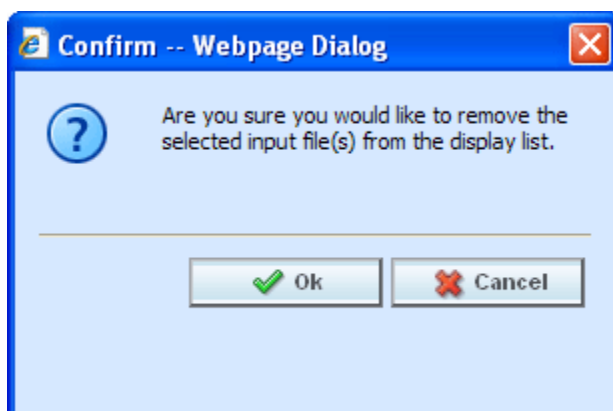 Confirm -- Webpage Dialog
Are you sure you would like to remove the
selected input file(s) from the display list.
Ok
Cancel